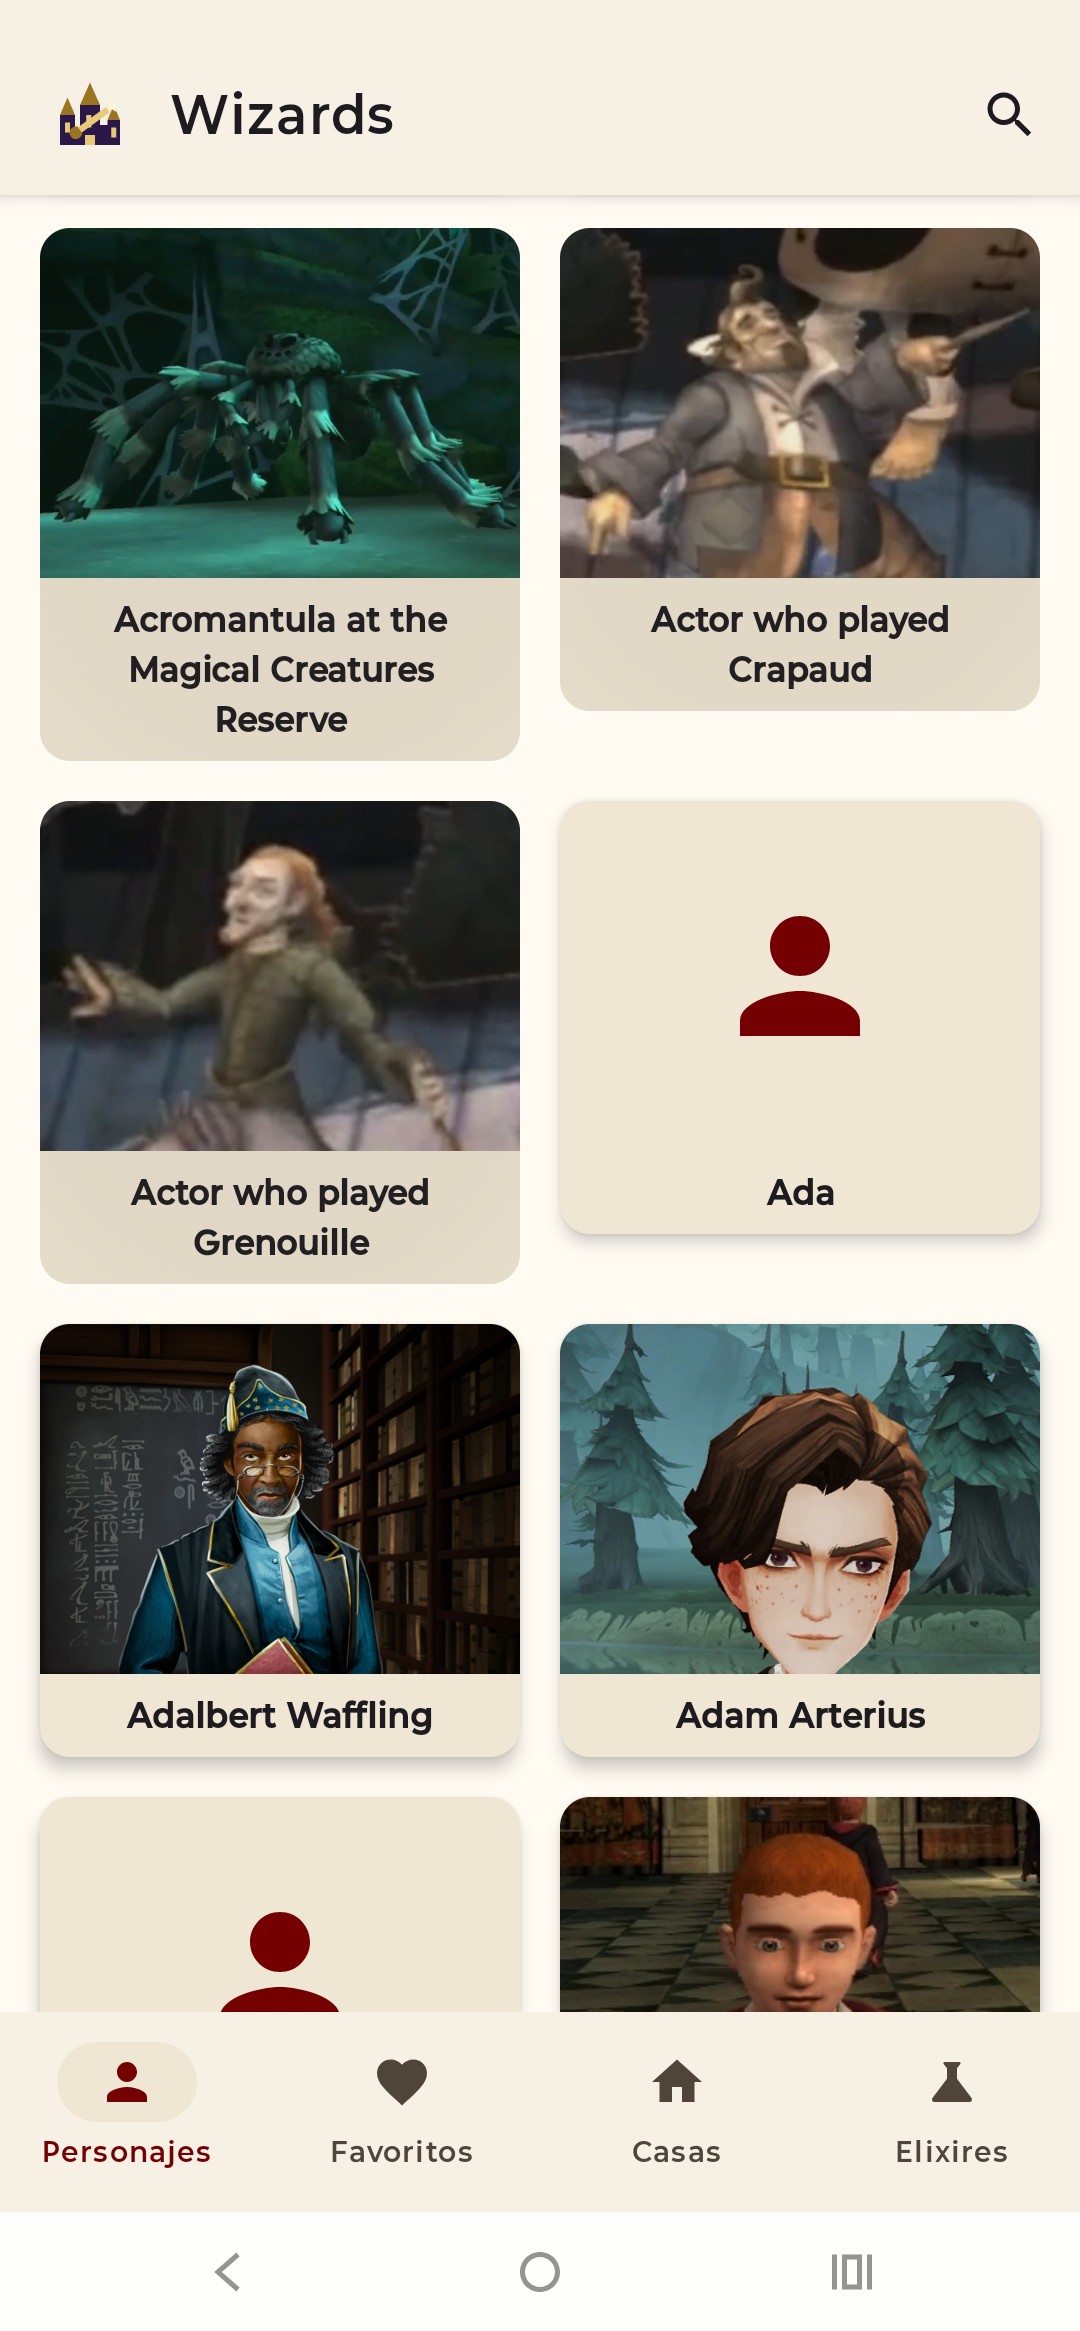 Wizards
Acromantula at the
Magical Creatures
Reserve
Actor who played
Crapaud
Actor who played
Grenouille
Ada
Adalbert Waffling
Adam Arterius
Personajes
Favoritos
Casas
Elixires